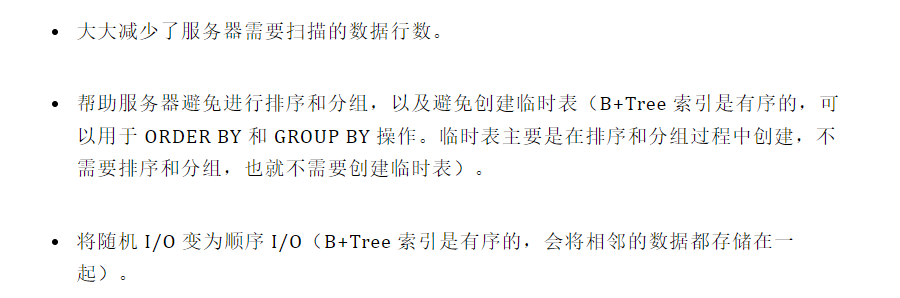 • 大大减少了服务器需要扫描的数据行数。
• 帮助服务器避免进行排序和分组，以及避免创建临时表（B+Tree 索引是有序的，可
以用于 ORDER BY 和 GROUP BY 操作。临时表主要是在排序和分组过程中创建，不
需要排序和分组，也就不需要创建临时表）。
• 将随机 I/O 变为顺序 I/O（B+Tree 索引是有序的，会将相邻的数据都存储在一
起）。